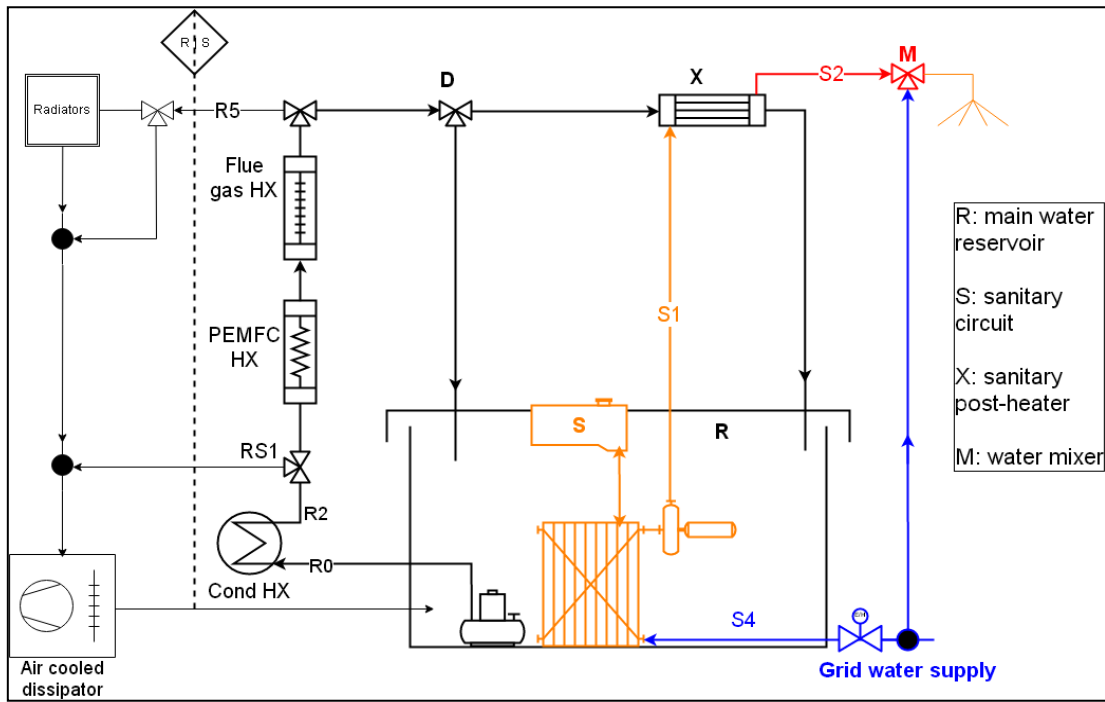 R S
M
D
X
S2
Radiators
R5
Flue
gas HX
R: main water
reservoir
S: sanitary
circuit
X: sanitary
post-heater
M: water mixer
S1
PEMFC
HX
S
R
RS1
R2
R0
Cond HX
S4
Grid water supply
Air cooled
dissipator